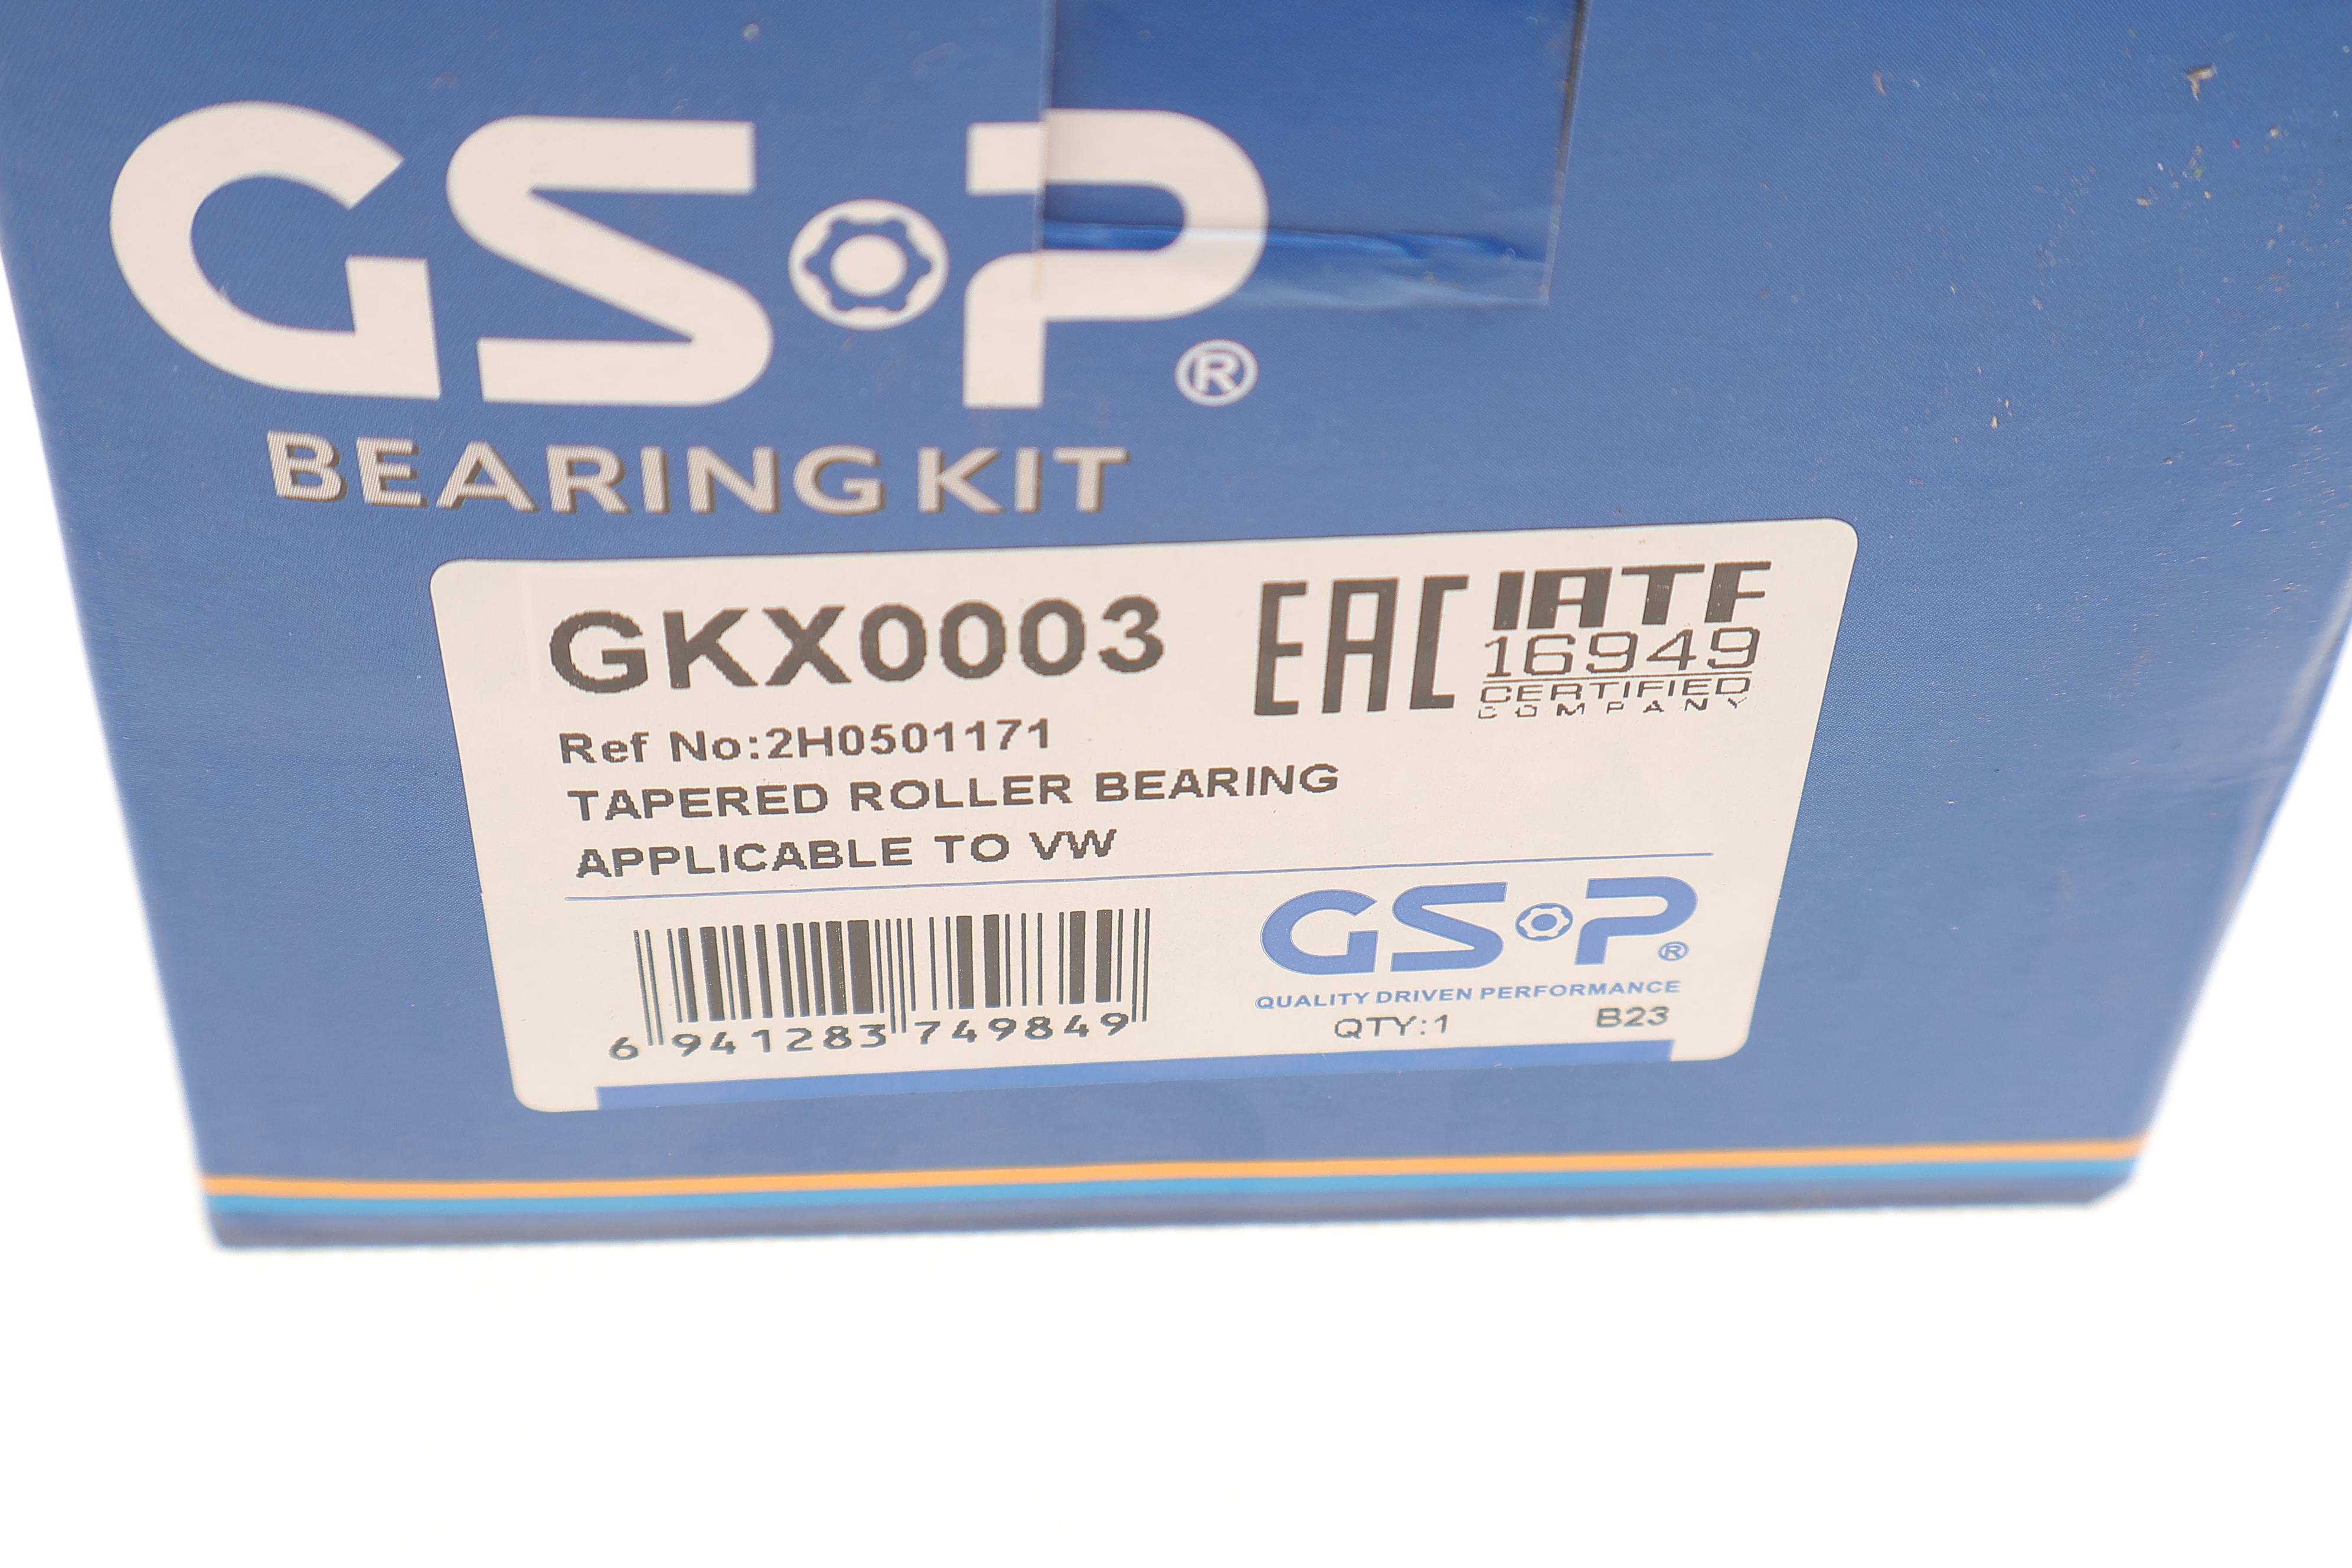 GSP®
BEARING KIT
GKX0003
EAC
IATF
16949
CERTIFIED
COMPANY
Ref No:2H0501171
TAPERED ROLLER BEARING
APPLICABLE TO VW
6 941283 749849
GSP®
QUALITY DRIVEN PERFORMANCE
QTY:1 B23